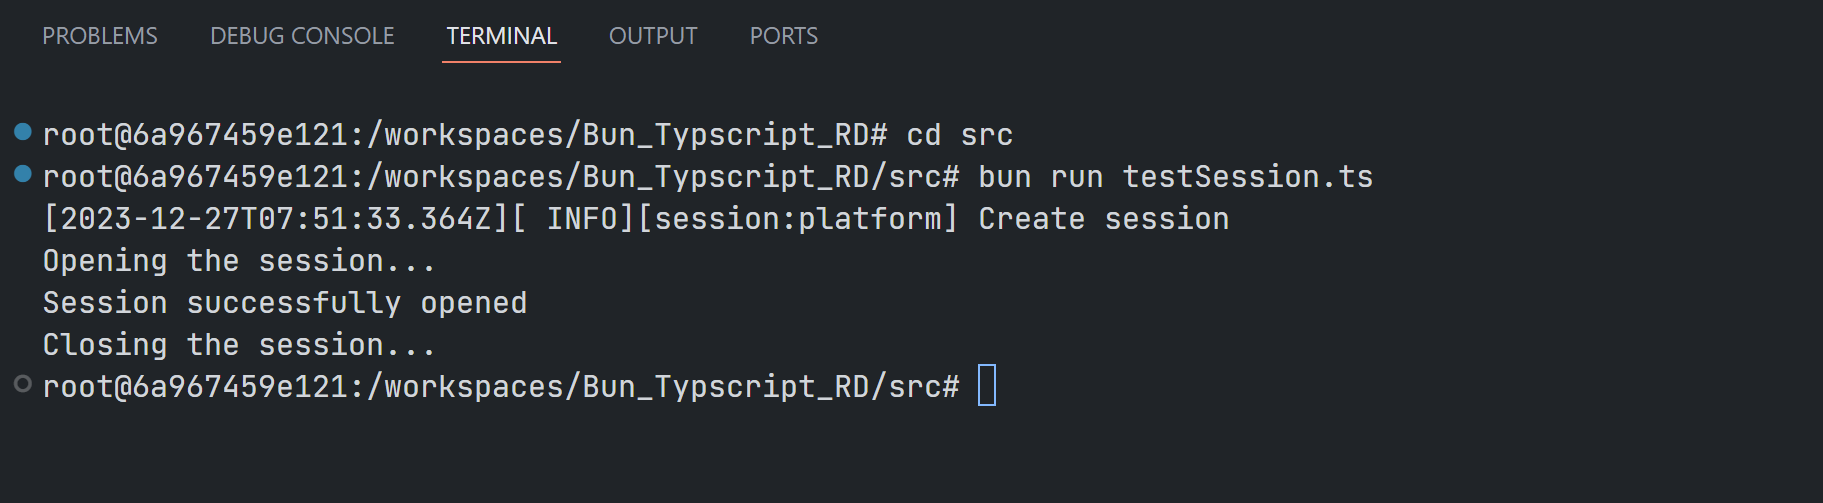 PROBLEMS DEBUG CONSOLE TERMINAL OUTPUT PORTS
root@6a967459e121:/workspaces/Bun_Typscript_RD# cd src
root@6a967459e121:/workspaces/Bun_Typscript_RD/src# bun run testSession.ts
[2023-12-27T07:51:33.364Z][ INFO][session:platform] Create session
Opening the session...
Session successfully opened
Closing the session...
root@6a967459e121:/workspaces/Bun_Typscript_RD/src#